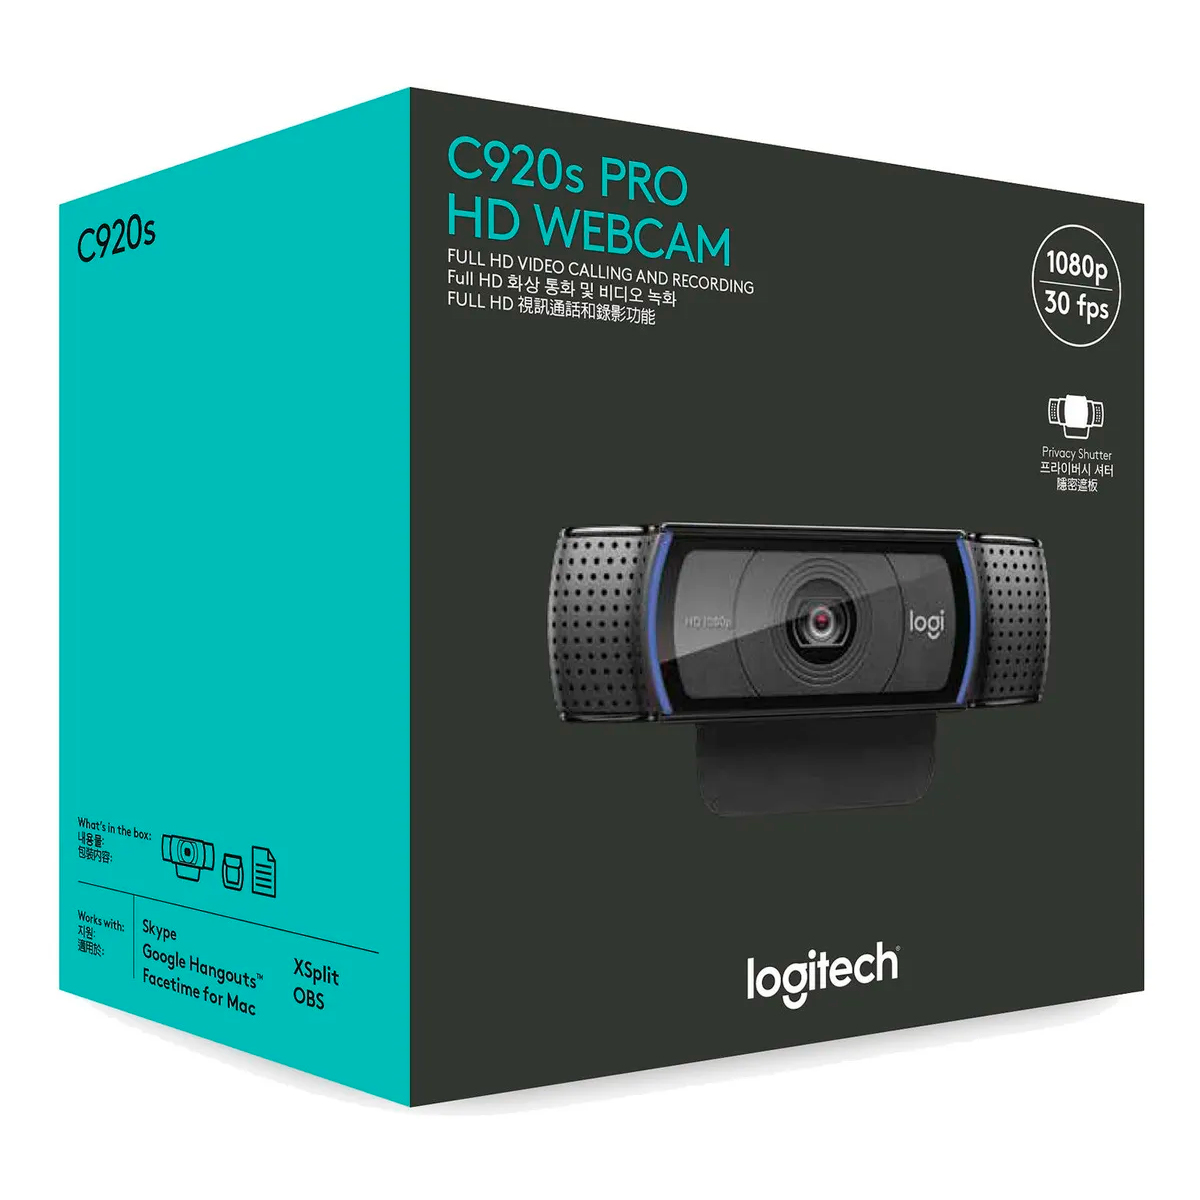 C920s
What's in the box:
내용물:
包裝內容:
Works with:
지원:
適用於:
Skype
Google Hangouts™
Facetime for Mac
XSplit
OBS
C920s PRO
HD WEBCAM
FULL HD VIDEO CALLING AND RECORDING
Full HD 화상 통화 및 비디오 녹화
FULL HD 視訊通話和錄影功能
1080p
30 fps
Privacy Shutter
프라이버시 셔터
隱密遮板
HD 1080p
logi
logitech®